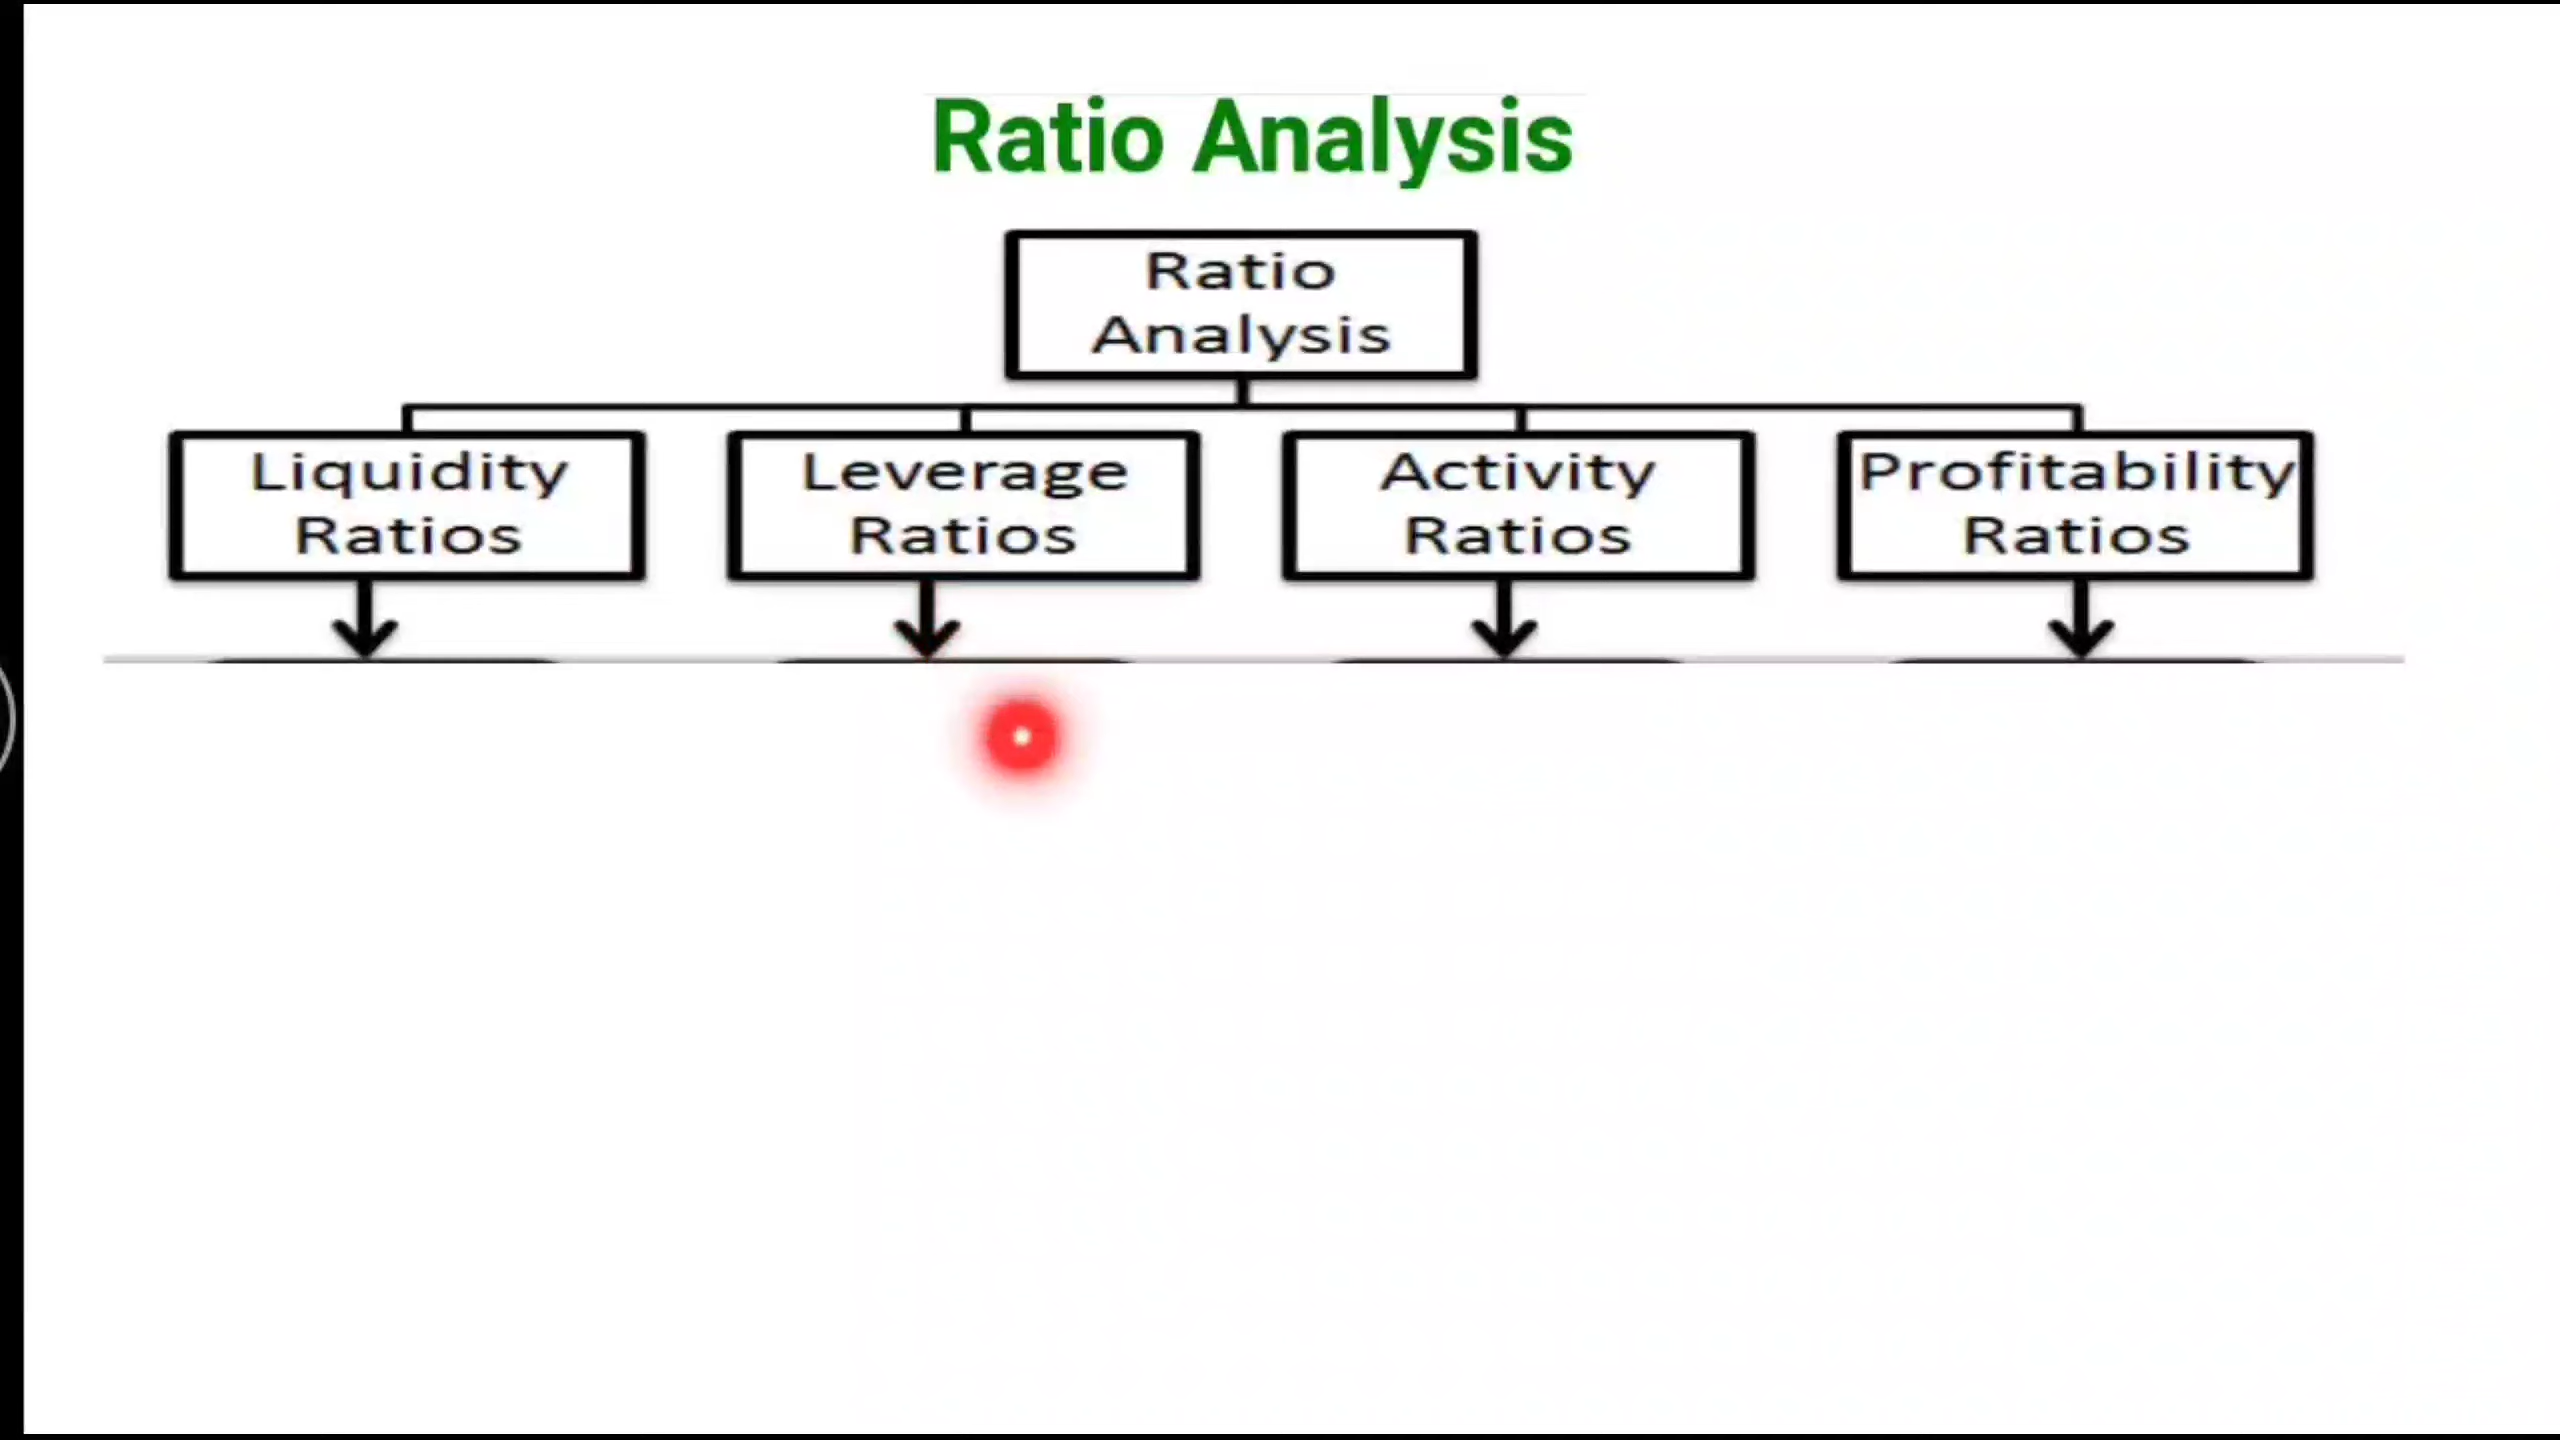 Ratio Analysis
Ratio
Analysis
Liquidity
Ratios
Leverage
Ratios
Activity
Ratios
Profitability
Ratios